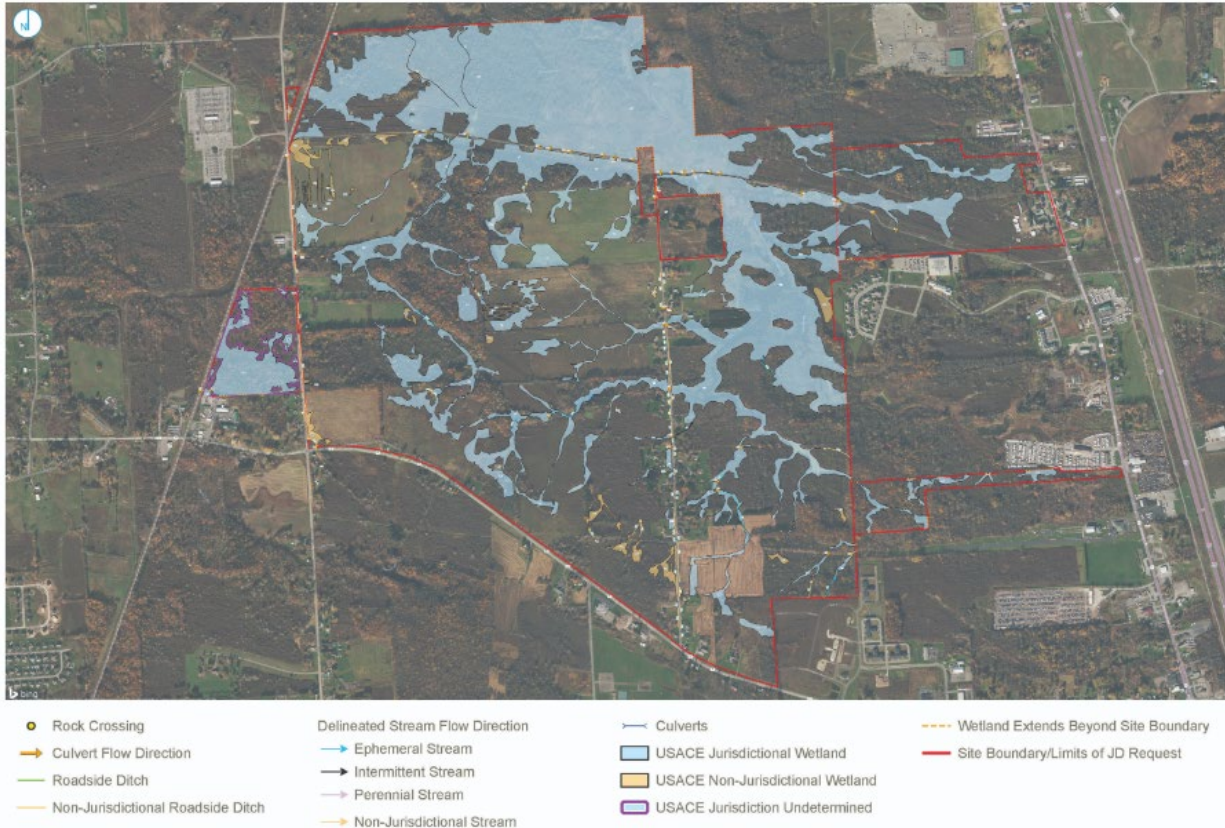 N
bing
Rock Crossing
Culvert Flow Direction
Roadside Ditch
Non-Jurisdictional Roadside Ditch
Delineated Stream Flow Direction
Ephemeral Stream
Intermittent Stream
Perennial Stream
Non-Jurisdictional Stream
Culverts
USACE Jurisdictional Wetland
USACE Non-Jurisdictional Wetland
USACE Jurisdiction Undetermined
Wetland Extends Beyond Site Boundary
Site Boundary/Limits of JD Request